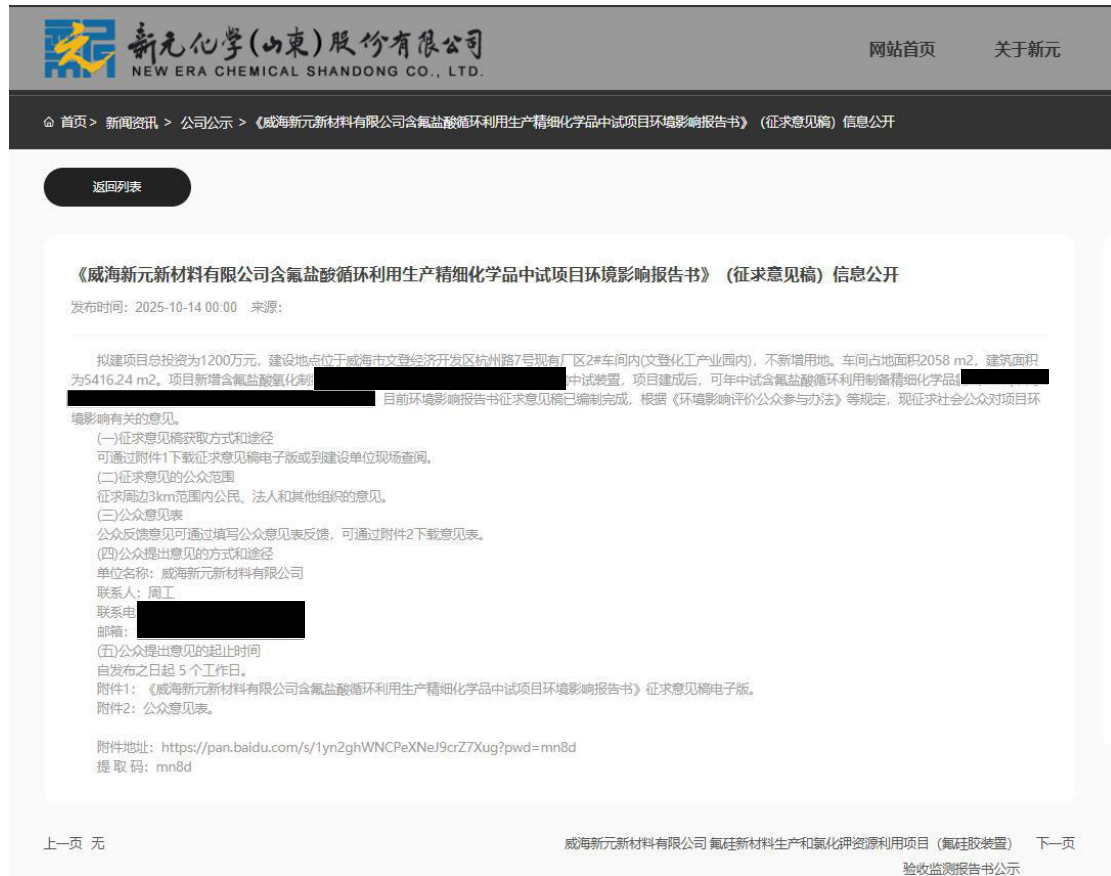 新元化学(山東)股份有限公司
NEW ERA CHEMICAL SHANDONG CO., LTD.
网站首页 关于新元
首页> 新闻资讯 > 公司公示 > 《威海新元新材料有限公司含氟盐酸循环利用生产精细化学品中试项目环境影响报告书》（征求意见稿）信息公开
返回列表
《威海新元新材料有限公司含氟盐酸循环利用生产精细化学品中试项目环境影响报告书》（征求意见稿）信息公开
发布时间：2025-10-14 00:00 来源：
拟建项目总投资为1200万元，建设地点位于威海市文登经济开发区杭州路7号现有厂区2#车间内(文登化工产业园内)，不新增用地。车间占地面积2058 m2，建筑面积
为5416.24 m2。项目新增含氟盐酸氧化制 中试装置，项目建成后，可年中试含氟盐酸循环利用制备精细化学品
目前环境影响报告书征求意见稿已编制完成，根据《环境影响评价公众参与办法》等规定，现征求社会公众对项目环
境影响有关的意见。
(一)征求意见稿获取方式和途径
可通过附件1下载征求意见稿电子版或到建设单位现场查阅。
(二)征求意见的公众范围
征求周边3km范围内公民、法人和其他组织的意见。
(三)公众意见表
公众反馈意见可通过填写公众意见表反馈，可通过附件2下载意见表。
(四)公众提出意见的方式和途径
单位名称：威海新元新材料有限公司
联系人：周工
联系电
邮箱：
(五)公众提出意见的起止时间
自发布之日起 5 个工作日。
附件1：《威海新元新材料有限公司含氟盐酸循环利用生产精细化学品中试项目环境影响报告书》征求意见稿电子版。
附件2：公众意见表。
附件地址：https://pan.baidu.com/s/1yn2ghWNCPeXNeJ9crZ7Xug?pwd=mn8d
提 取 码：mn8d
上一页 无
威海新元新材料有限公司 氟硅新材料生产和氯化钾资源利用项目（氟硅胶装置） 下一页
验收监测报告书公示